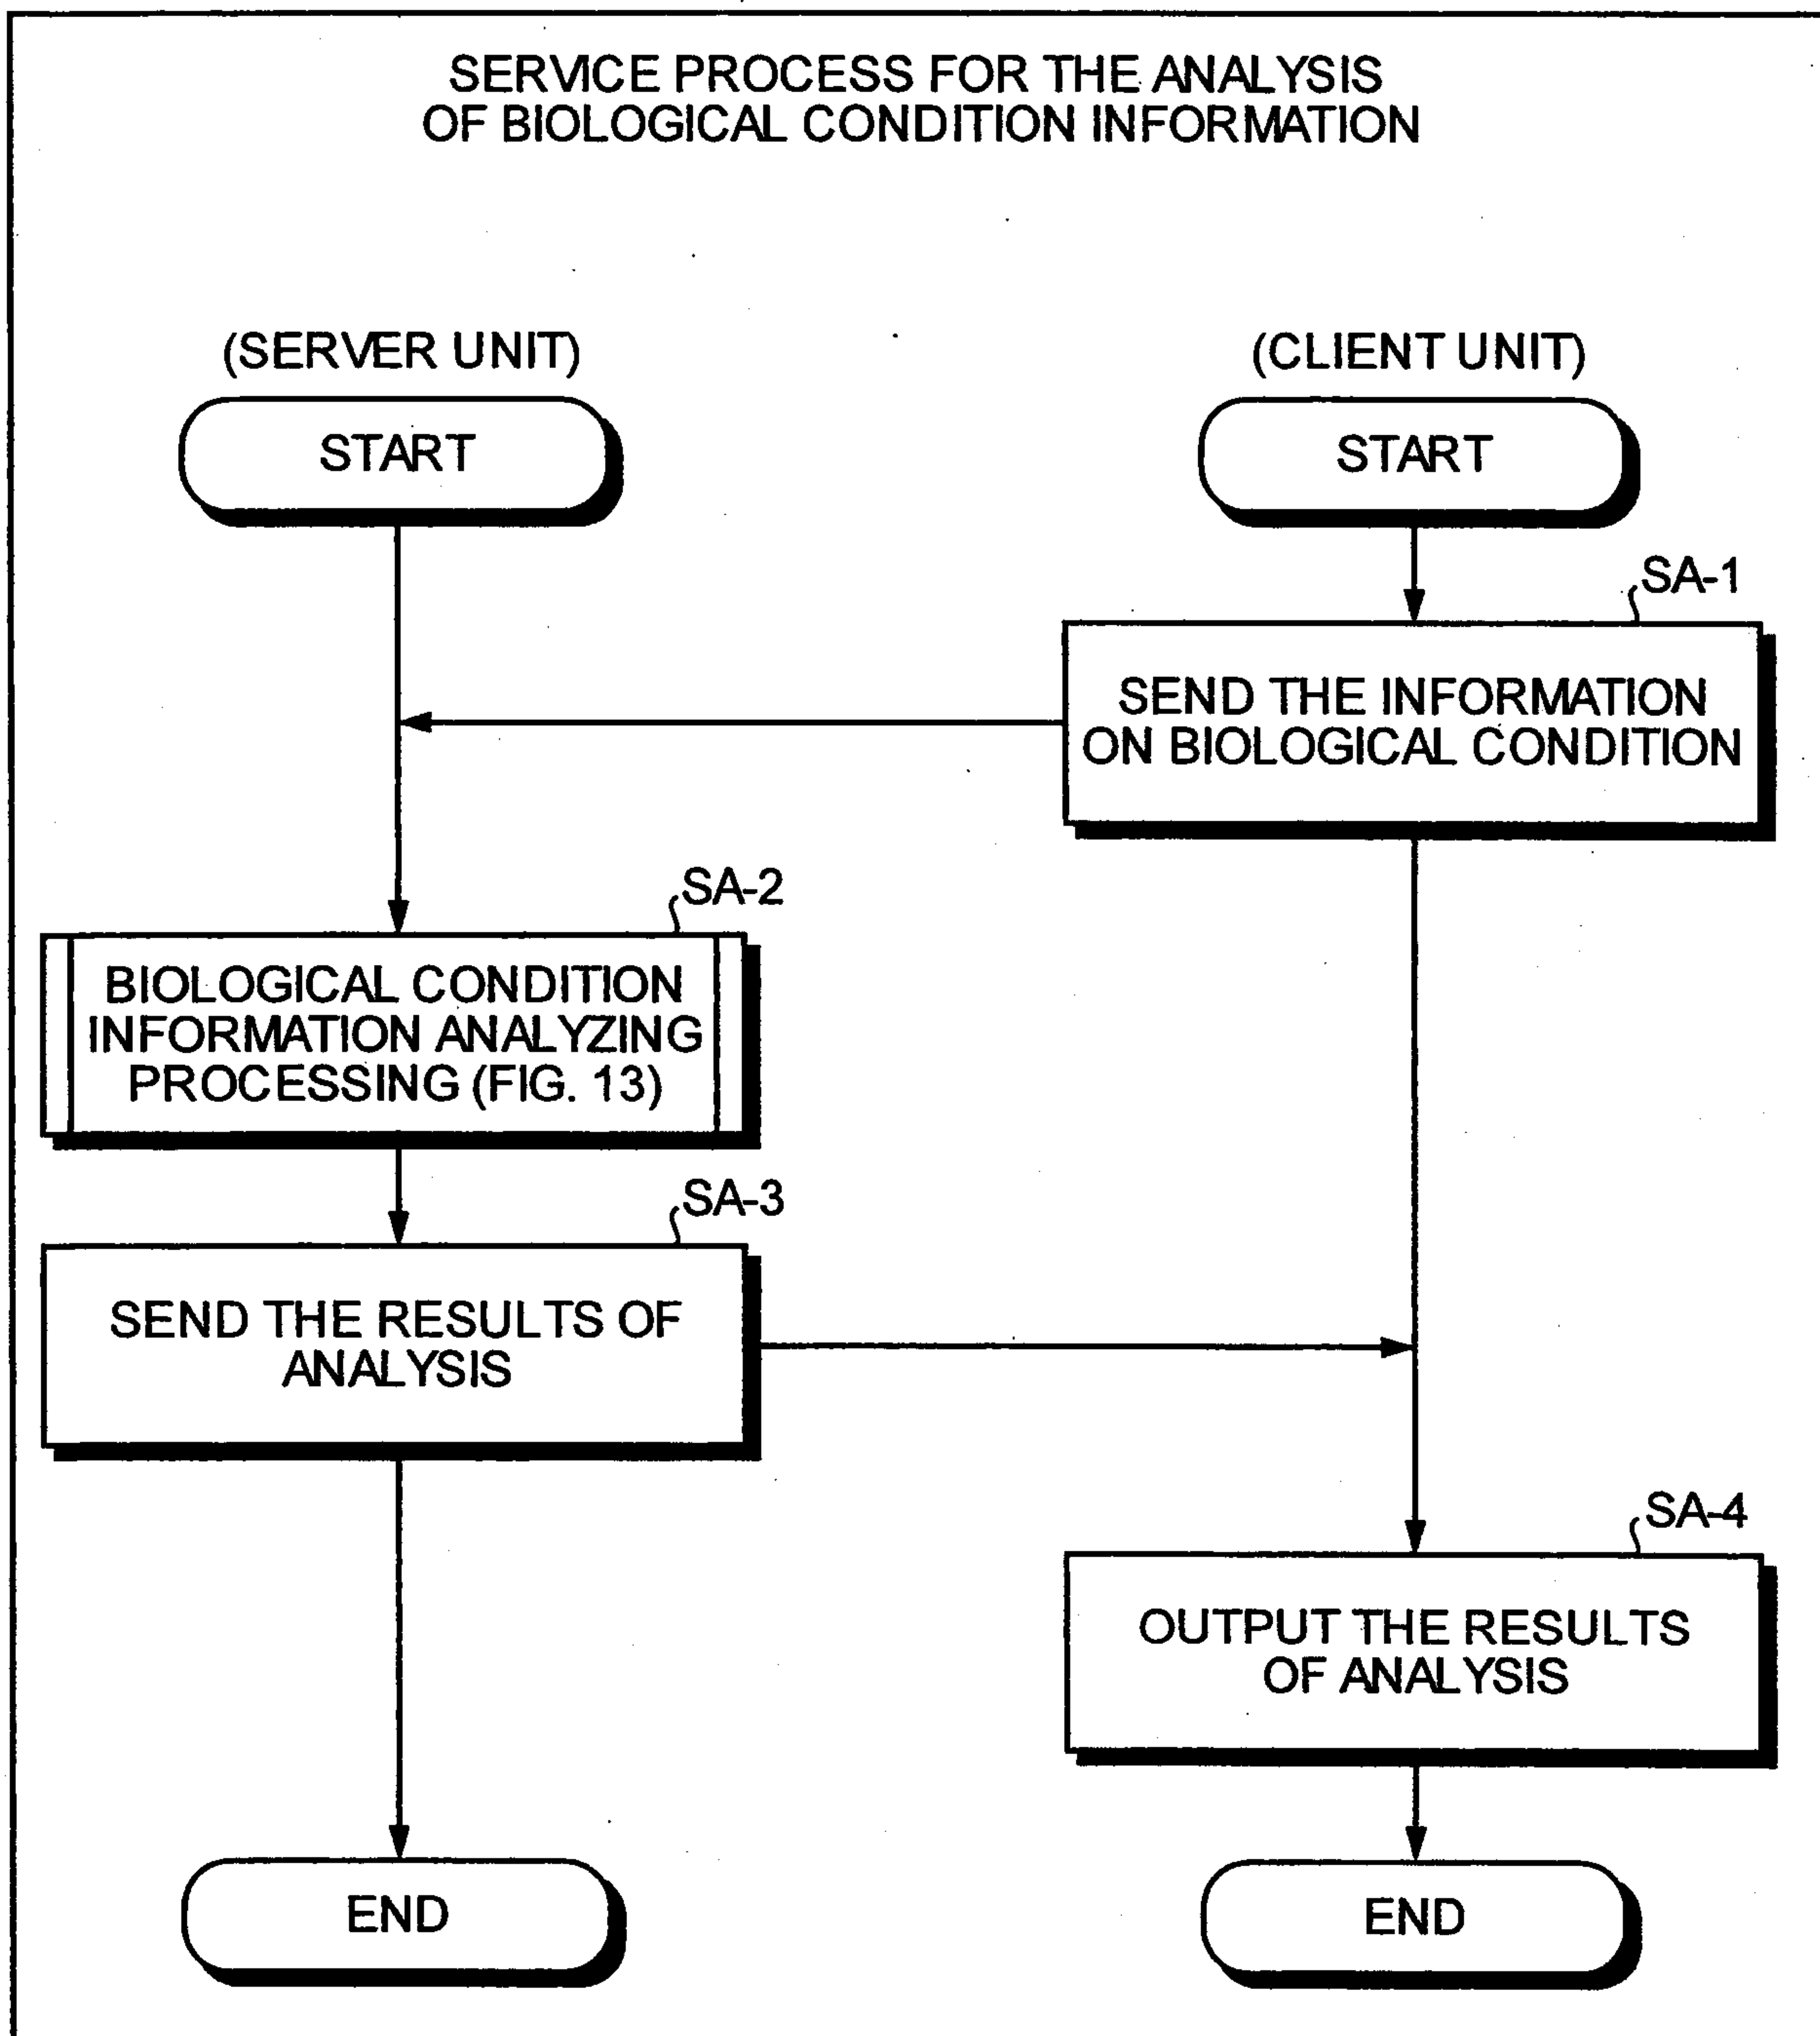 SERVICE PROCESS FOR THE ANALYSIS
OF BIOLOGICAL CONDITION INFORMATION
(SERVER UNIT)
(CLIENT UNIT)
START
START
SA-1
SEND THE INFORMATION
ON BIOLOGICAL CONDITION
SA-2
BIOLOGICAL CONDITION
INFORMATION ANALYZING
PROCESSING (FIG. 13)
SA-3
SEND THE RESULTS OF
ANALYSIS
SA-4
OUTPUT THE RESULTS
OF ANALYSIS
END
END